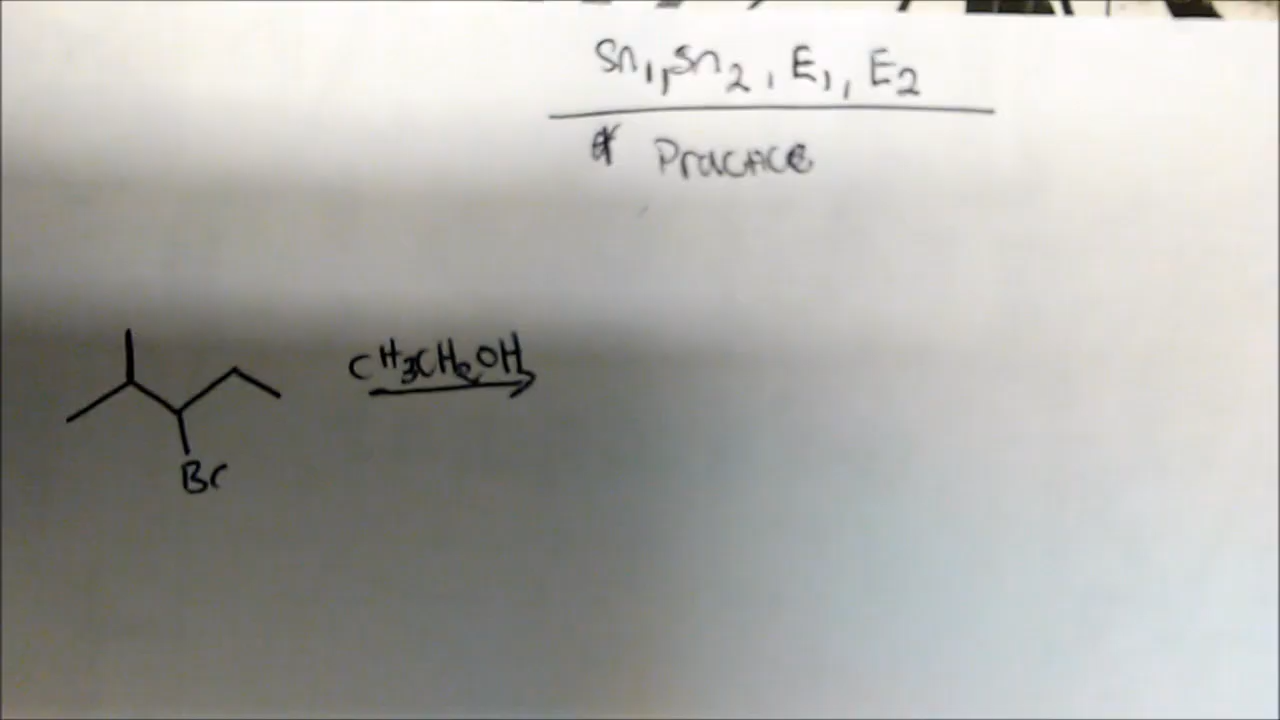 Sn1, Sn2, E1, E2
* Practice
CH3CH2OH
Br